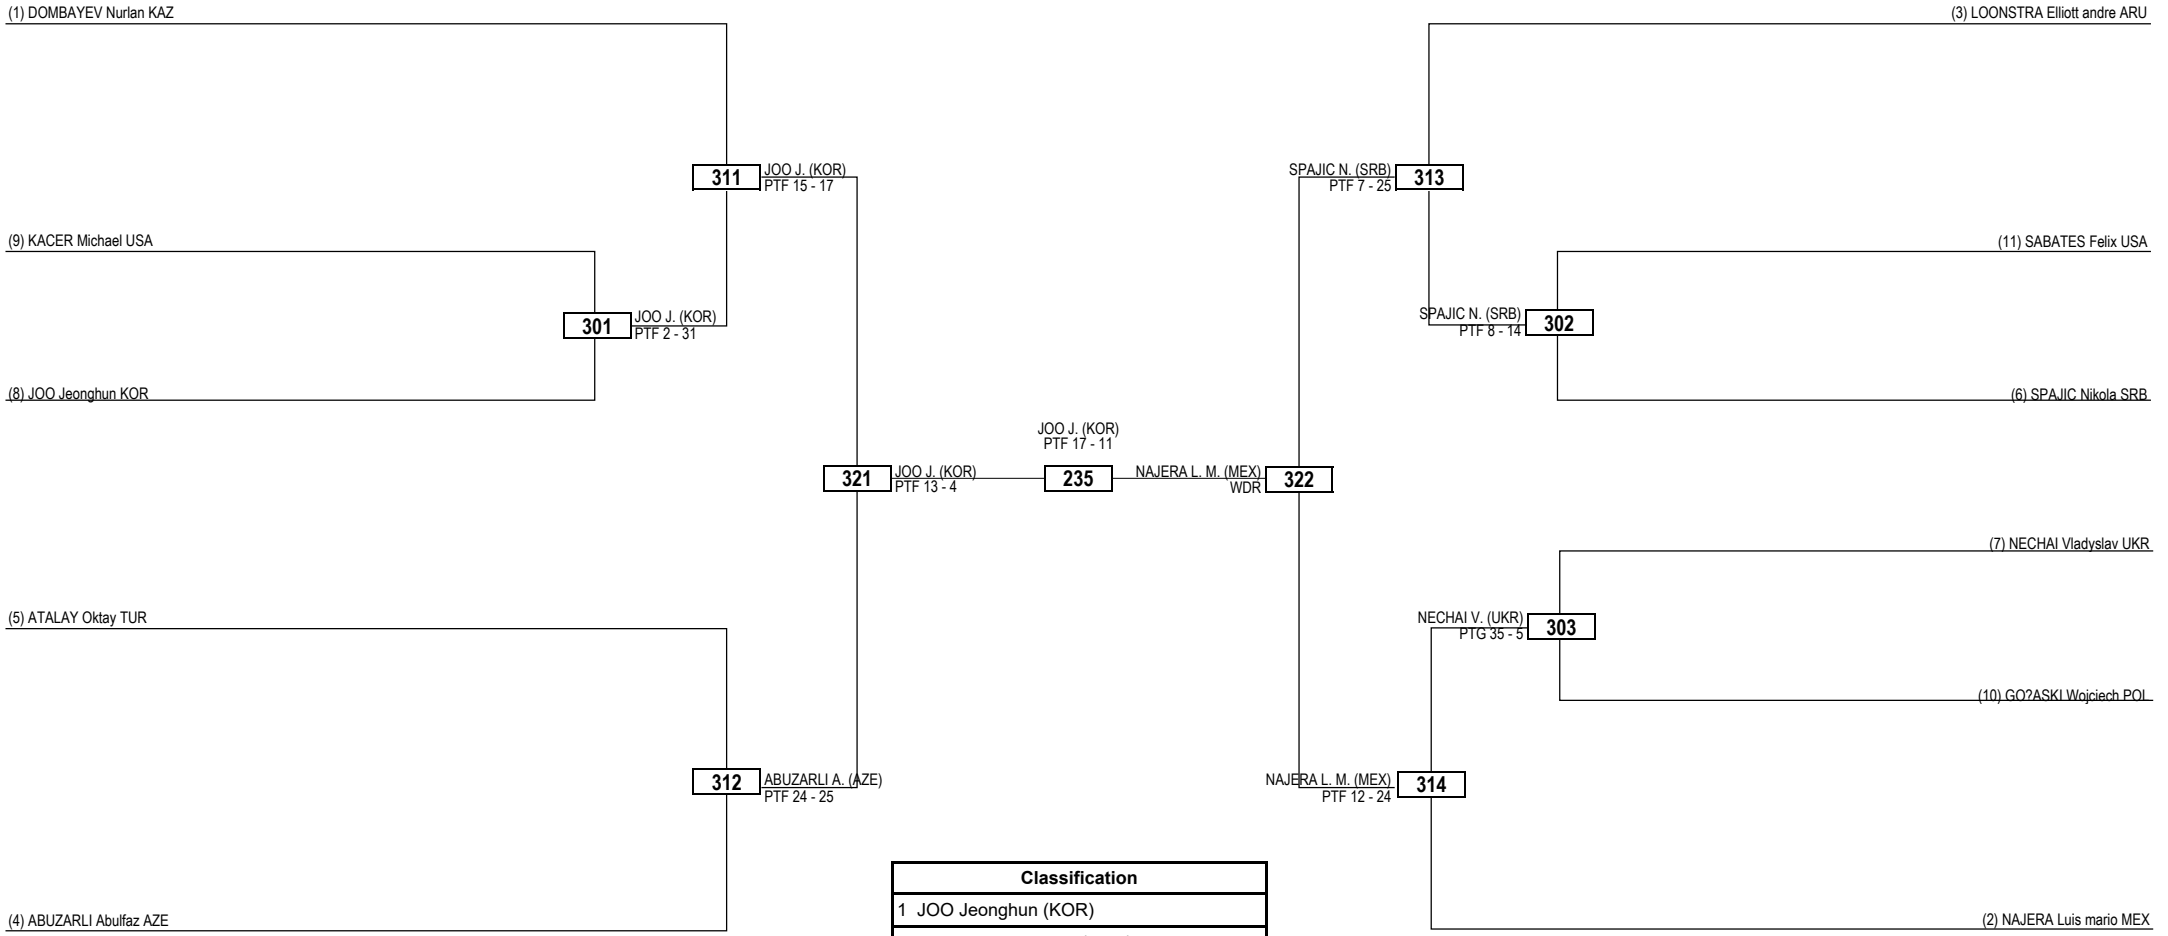 (1) DOMBAYEV Nurlan KAZ
(3) LOONSTRA Elliott andre ARU
311
JOO J. (KOR)
PTF 15 - 17
SPAJIC N. (SRB)
PTF 7 - 25
313
(9) KACER Michael USA
(11) SABATES Felix USA
301
JOO J. (KOR)
PTF 2 - 31
SPAJIC N. (SRB)
PTF 8 - 14
302
(8) JOO Jeonghun KOR
(6) SPAJIC Nikola SRB
JOO J. (KOR)
PTF 17 - 11
321
JOO J. (KOR)
PTF 13 - 4
235
NAJERA L. M. (MEX)
WDR
322
(7) NECHAI Vladyslav UKR
(5) ATALAY Oktay TUR
NECHAI V. (UKR)
PTG 35 - 5
303
(10) GO?ASKI Wojciech POL
312
ABUZARLI A. (AZE)
PTF 24 - 25
NAJERA L. M. (MEX)
PTF 12 - 24
314
Classification
1 JOO Jeonghun (KOR)
(4) ABUZARLI Abulfaz AZE
(2) NAJERA Luis mario MEX